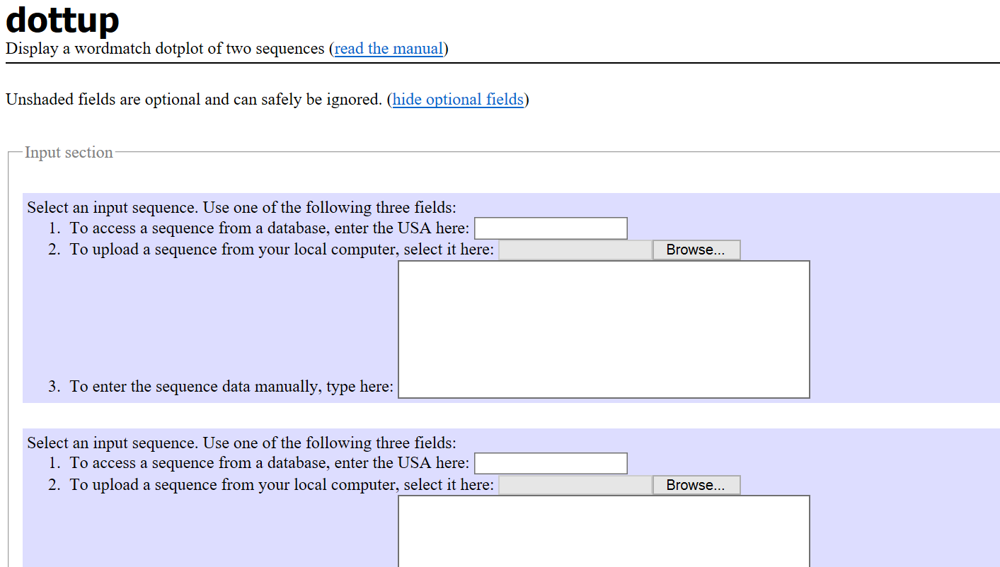 dottup
Display a wordmatch dotplot of two sequences (read the manual)
Unshaded fields are optional and can safely be ignored. (hide optional fields)
Input section
Select an input sequence. Use one of the following three fields:
1. To access a sequence from a database, enter the USA here:
2. To upload a sequence from your local computer, select it here: Browse...
3. To enter the sequence data manually, type here:
Select an input sequence. Use one of the following three fields:
1. To access a sequence from a database, enter the USA here:
2. To upload a sequence from your local computer, select it here: Browse...